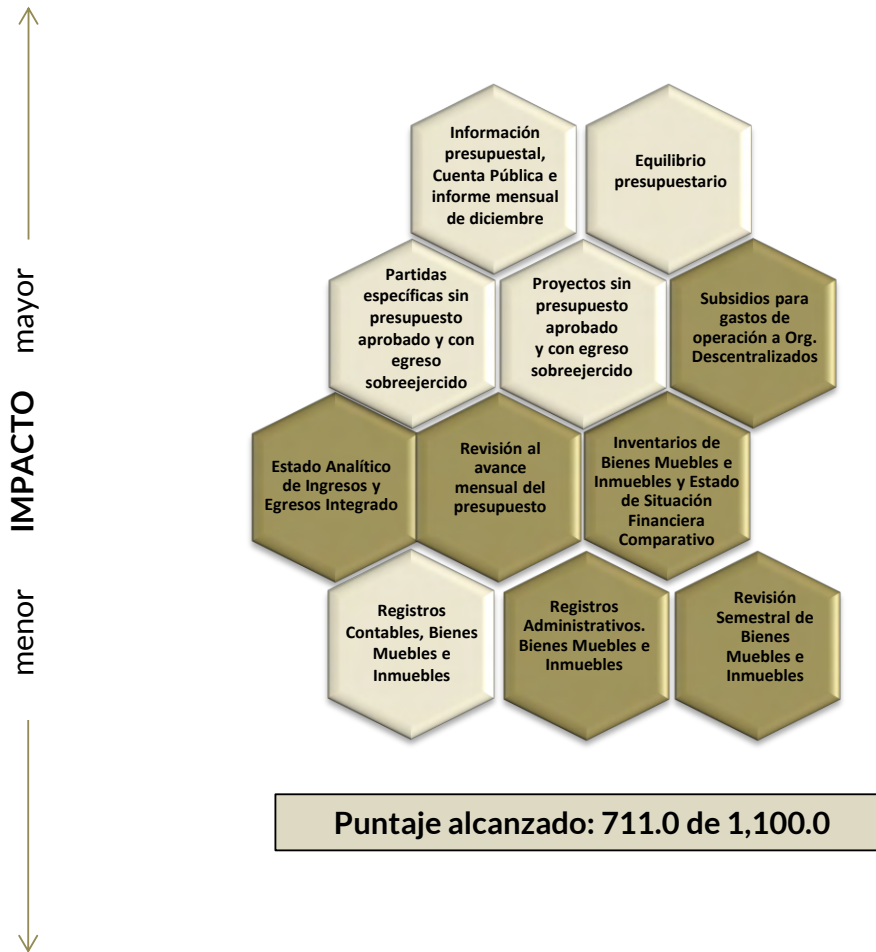 Información
presupuestal,
Cuenta Pública e
informe mensual
de diciembre
Equilibrio
presupuestario
Partidas
específicas sin
presupuesto
aprobado y con
egreso
sobreejercido
Proyectos sin
presupuesto
aprobado
y con egreso
sobreejercido
Subsidios para
gastos de
operación a Org.
Descentralizados
Estado Analítico
de Ingresos y
Egresos Integrado
Revisión al
avance
mensual del
presupuesto
Inventarios de
Bienes Muebles e
Inmuebles y Estado
de Situación
Financiera
Comparativo
Registros
Contables, Bienes
Muebles e
Inmuebles
Registros
Administrativos.
Bienes Muebles e
Inmuebles
Revisión
Semestral de
Bienes
Muebles e
Inmuebles
menor IMPACTO mayor
Puntaje alcanzado: 711.0 de 1,100.0